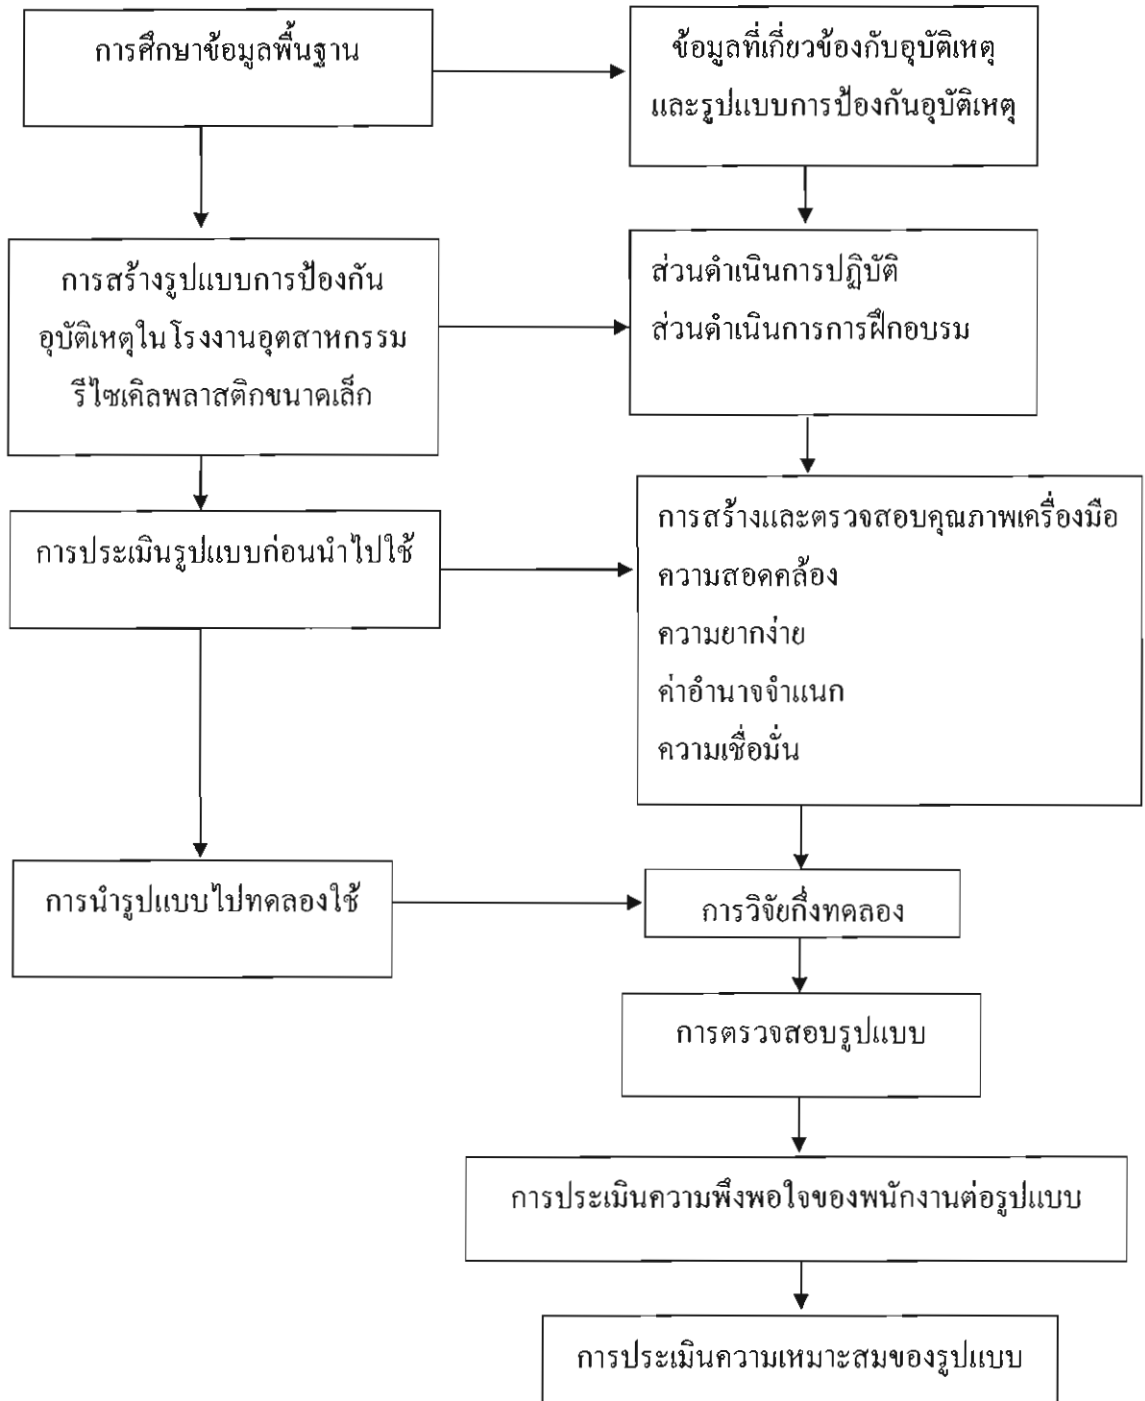 การศึกษาข้อมูลพื้นฐาน
ข้อมูลที่เกี่ยวข้องกับอุบัติเหตุ
และรูปแบบการป้องกันอุบัติเหตุ
การสร้างรูปแบบการป้องกัน
อุบัติเหตุในโรงงานอุตสาหกรรม
รีไซเคิลพลาสติกขนาดเล็ก
ส่วนดำเนินการปฏิบัติ
ส่วนดำเนินการการฝึกอบรม
การประเมินรูปแบบก่อนนำไปใช้
การสร้างและตรวจสอบคุณภาพเครื่องมือ
ความสอดคล้อง
ความยากง่าย
ค่าอำนาจจำแนก
ความเชื่อมั่น
การนำรูปแบบไปทดลองใช้
การวิจัยกึ่งทดลอง
การตรวจสอบรูปแบบ
การประเมินความพึงพอใจของพนักงานต่อรูปแบบ
การประเมินความเหมาะสมของรูปแบบ